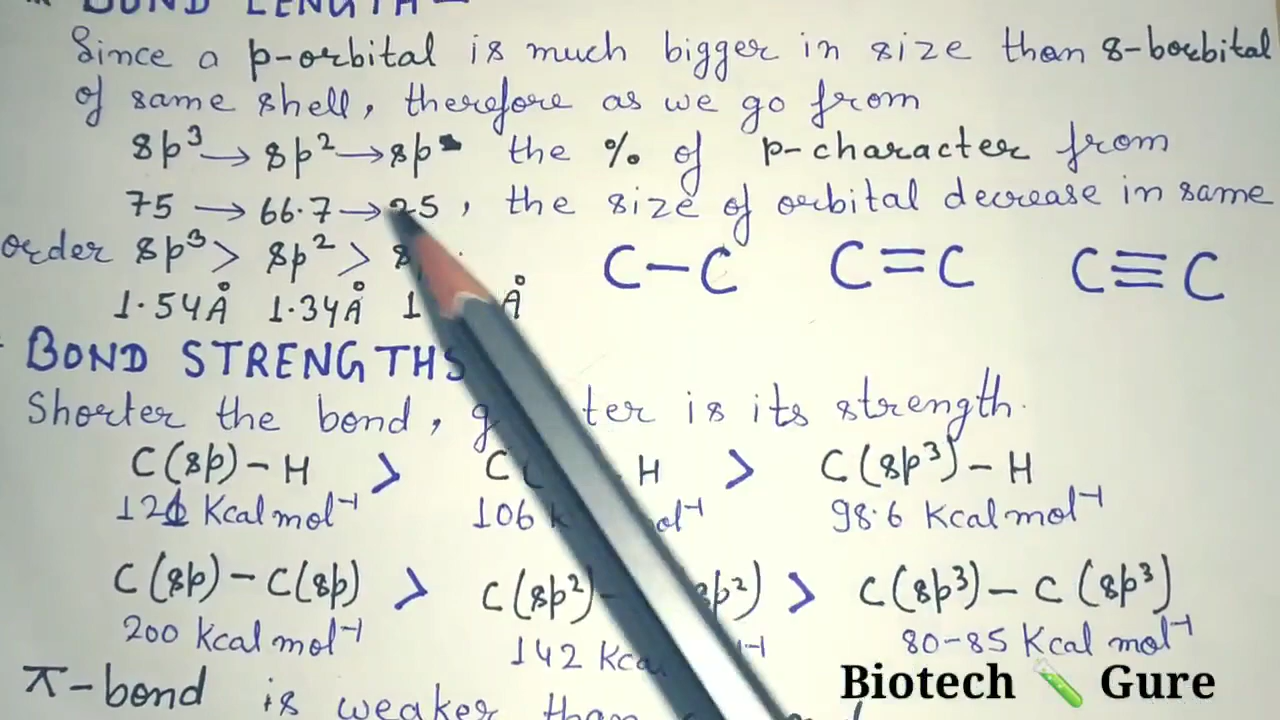 BOND LENGTH-
Since a p-orbital is much bigger in size than s-borbital
of same shell, therefore as we go from
sp³→sp²→sp the % of p-character from
75 → 66.7→25, the size of orbital decrease in same
order sp³> sp² >
1.54Å 1.34Å Å C-C C=C C≡C
BOND STRENGTHS
Shorter the bond, is its strength.
C(sp)-H > H > C(sp³)-H
Kcal mol⁻¹ 106 98.6 Kcal mol⁻¹
C(sp)-C(sp) > C(sp²)- > C(sp³)-C(sp³)
200 Kcal mol⁻¹ 142 80-85 Kcal mol⁻¹
π-bond is weaker than
Biotech Gure